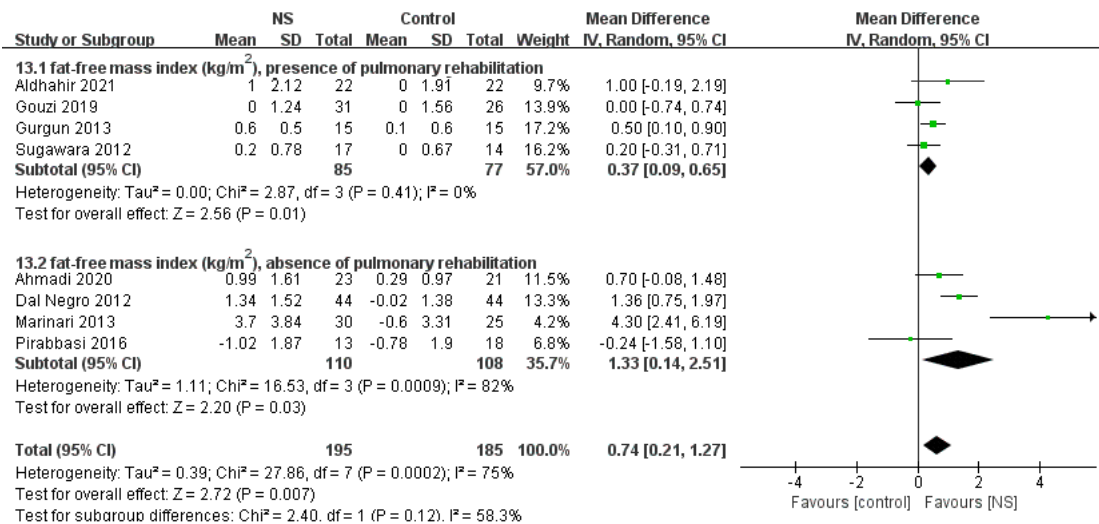 NS Control Mean Difference Mean Difference
Study or Subgroup Mean SD Total Mean SD Total Weight IV, Random, 95% CI IV, Random, 95% CI
13.1 fat-free mass index (kg/m²), presence of pulmonary rehabilitation
Aldhahir 2021 1 2.12 22 0 1.91 22 9.7% 1.00 [-0.19, 2.19]
Gouzi 2019 0 1.24 31 0 1.56 26 13.9% 0.00 [-0.74, 0.74]
Gurgun 2013 0.6 0.5 15 0.1 0.6 15 17.2% 0.50 [0.10, 0.90]
Sugawara 2012 0.2 0.78 17 0 0.67 14 16.2% 0.20 [-0.31, 0.71]
Subtotal (95% CI) 85 77 57.0% 0.37 [0.09, 0.65]
Heterogeneity: Tau² = 0.00; Chi² = 2.87, df = 3 (P = 0.41); I² = 0%
Test for overall effect: Z = 2.56 (P = 0.01)
13.2 fat-free mass index (kg/m²), absence of pulmonary rehabilitation
Ahmadi 2020 0.99 1.61 23 0.29 0.97 21 11.5% 0.70 [-0.08, 1.48]
Dal Negro 2012 1.34 1.52 44 -0.02 1.38 44 13.3% 1.36 [0.75, 1.97]
Marinari 2013 3.7 3.84 30 -0.6 3.31 25 4.2% 4.30 [2.41, 6.19]
Pirabbasi 2016 -1.02 1.87 13 -0.78 1.9 18 6.8% -0.24 [-1.58, 1.10]
Subtotal (95% CI) 110 108 35.7% 1.33 [0.14, 2.51]
Heterogeneity: Tau² = 1.11; Chi² = 16.53, df = 3 (P = 0.0009); I² = 82%
Test for overall effect: Z = 2.20 (P = 0.03)
Total (95% CI) 195 185 100.0% 0.74 [0.21, 1.27]
Heterogeneity: Tau² = 0.39; Chi² = 27.86, df = 7 (P = 0.0002); I² = 75%
Test for overall effect: Z = 2.72 (P = 0.007)
Test for subgroup differences: Chi² = 2.40, df = 1 (P = 0.12), I² = 58.3%
-4 -2 0 2 4
Favours [control] Favours [NS]